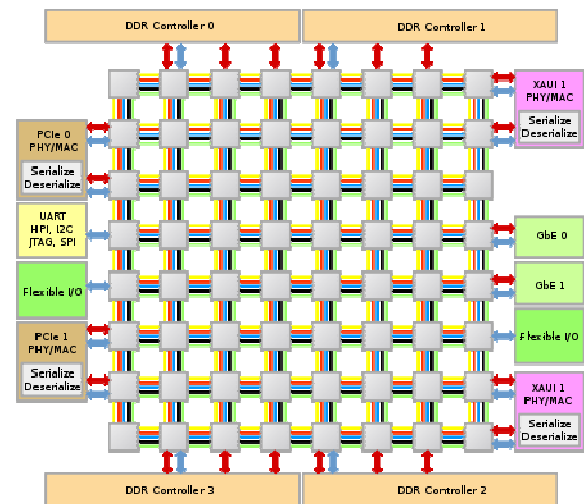 DDR Controller 0
DDR Controller 1
XAUI 1
PHY/MAC
Serialize
Deserialize
PCIe 0
PHY/MAC
Serialize
Deserialize
UART
HPI, I2C
JTAG, SPI
GbE 0
Flexible I/O
GbE 1
PCIe 1
PHY/MAC
Serialize
Deserialize
Flexible I/O
XAUI 1
PHY/MAC
Serialize
Deserialize
DDR Controller 3
DDR Controller 2